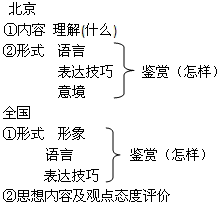 北京
①内容 理解(什么)
②形式 语言
表达技巧 鉴赏（怎样）
意境
全国
①形式 形象
语言 鉴赏（怎样）
表达技巧
②思想内容及观点态度评价